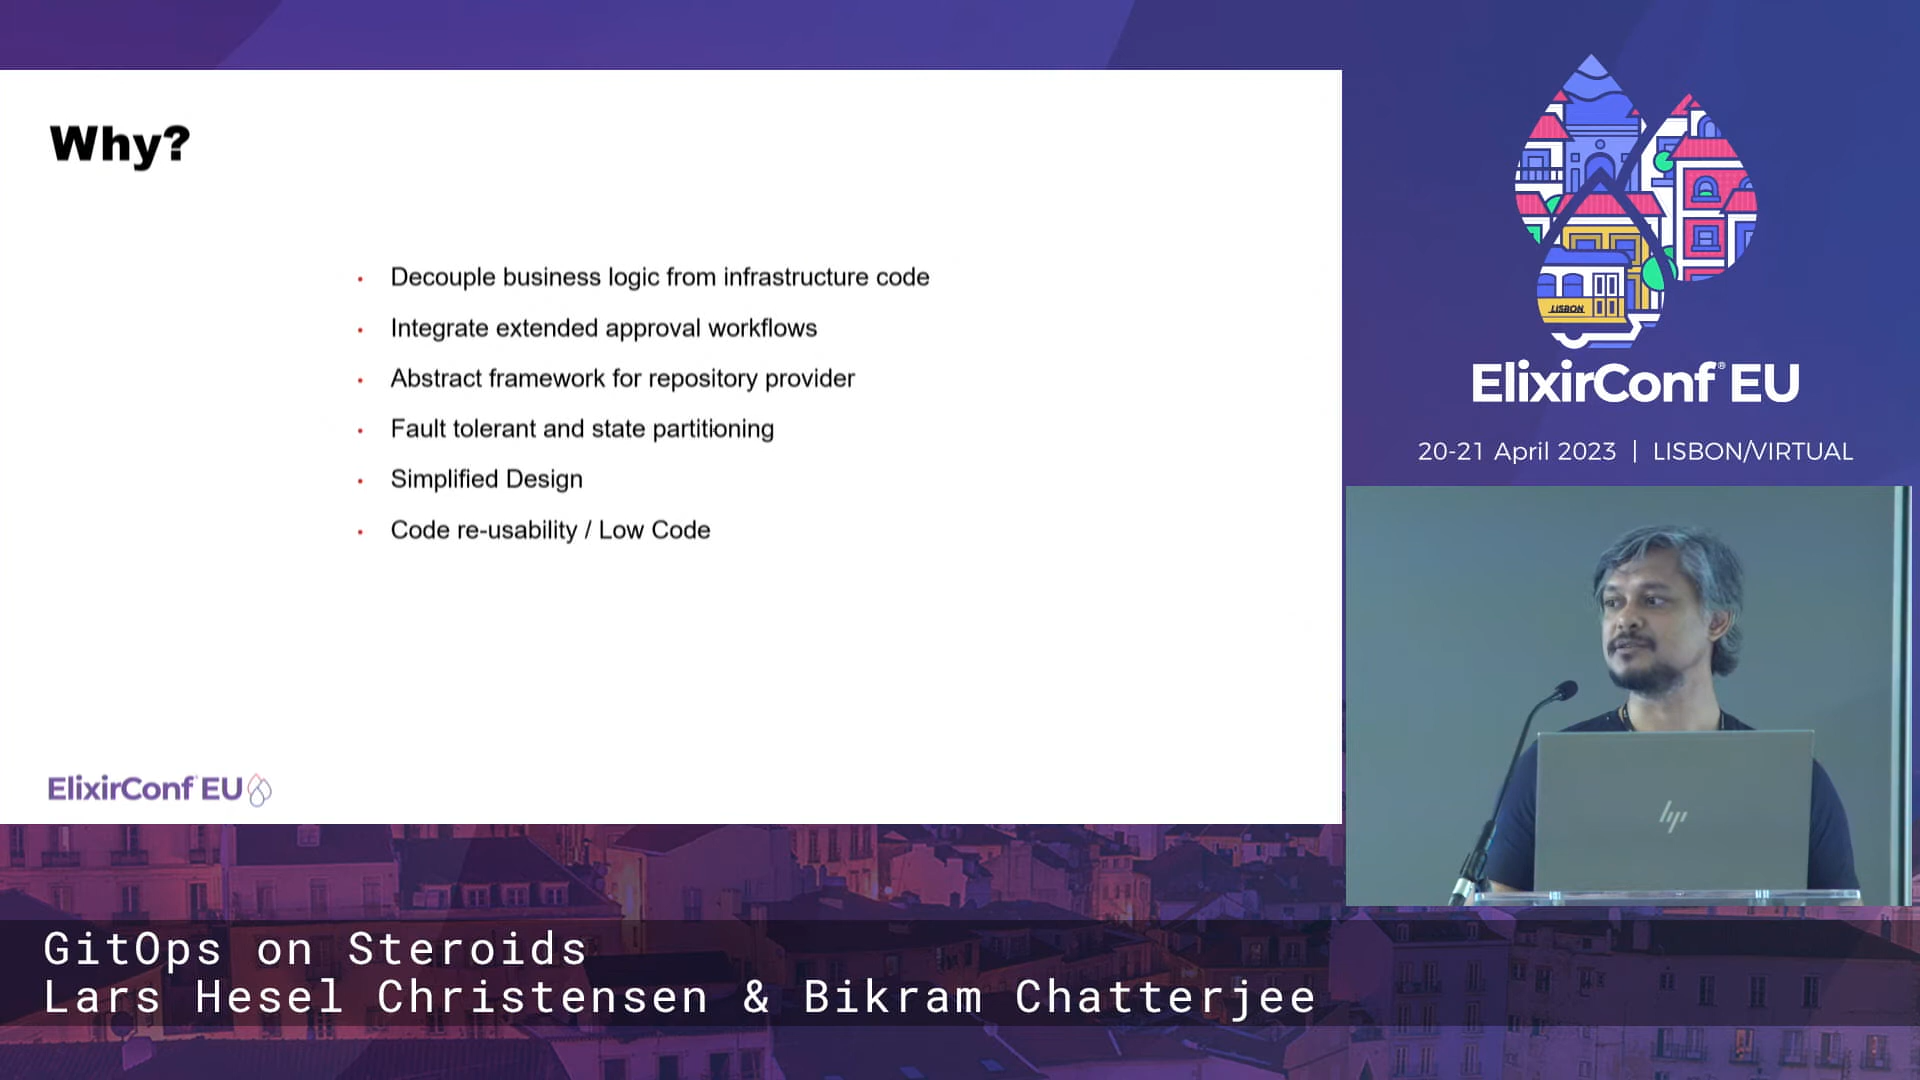 Why?
Decouple business logic from infrastructure code
Integrate extended approval workflows
Abstract framework for repository provider
Fault tolerant and state partitioning
Simplified Design
Code re-usability / Low Code
ElixirConf EU
LISBON
ElixirConf® EU
20-21 April 2023 | LISBON/VIRTUAL
hp
GitOps on Steroids
Lars Hesel Christensen & Bikram Chatterjee